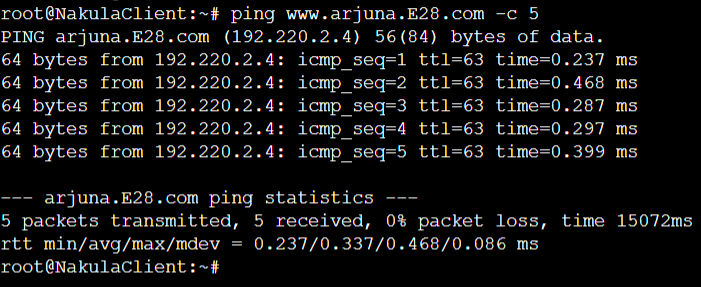 root@NakulaClient:~# ping www.arjuna.E28.com -c 5
PING arjuna.E28.com (192.220.2.4) 56(84) bytes of data.
64 bytes from 192.220.2.4: icmp_seq=1 ttl=63 time=0.237 ms
64 bytes from 192.220.2.4: icmp_seq=2 ttl=63 time=0.468 ms
64 bytes from 192.220.2.4: icmp_seq=3 ttl=63 time=0.287 ms
64 bytes from 192.220.2.4: icmp_seq=4 ttl=63 time=0.297 ms
64 bytes from 192.220.2.4: icmp_seq=5 ttl=63 time=0.399 ms

--- arjuna.E28.com ping statistics ---
5 packets transmitted, 5 received, 0% packet loss, time 15072ms
rtt min/avg/max/mdev = 0.237/0.337/0.468/0.086 ms
root@NakulaClient:~#